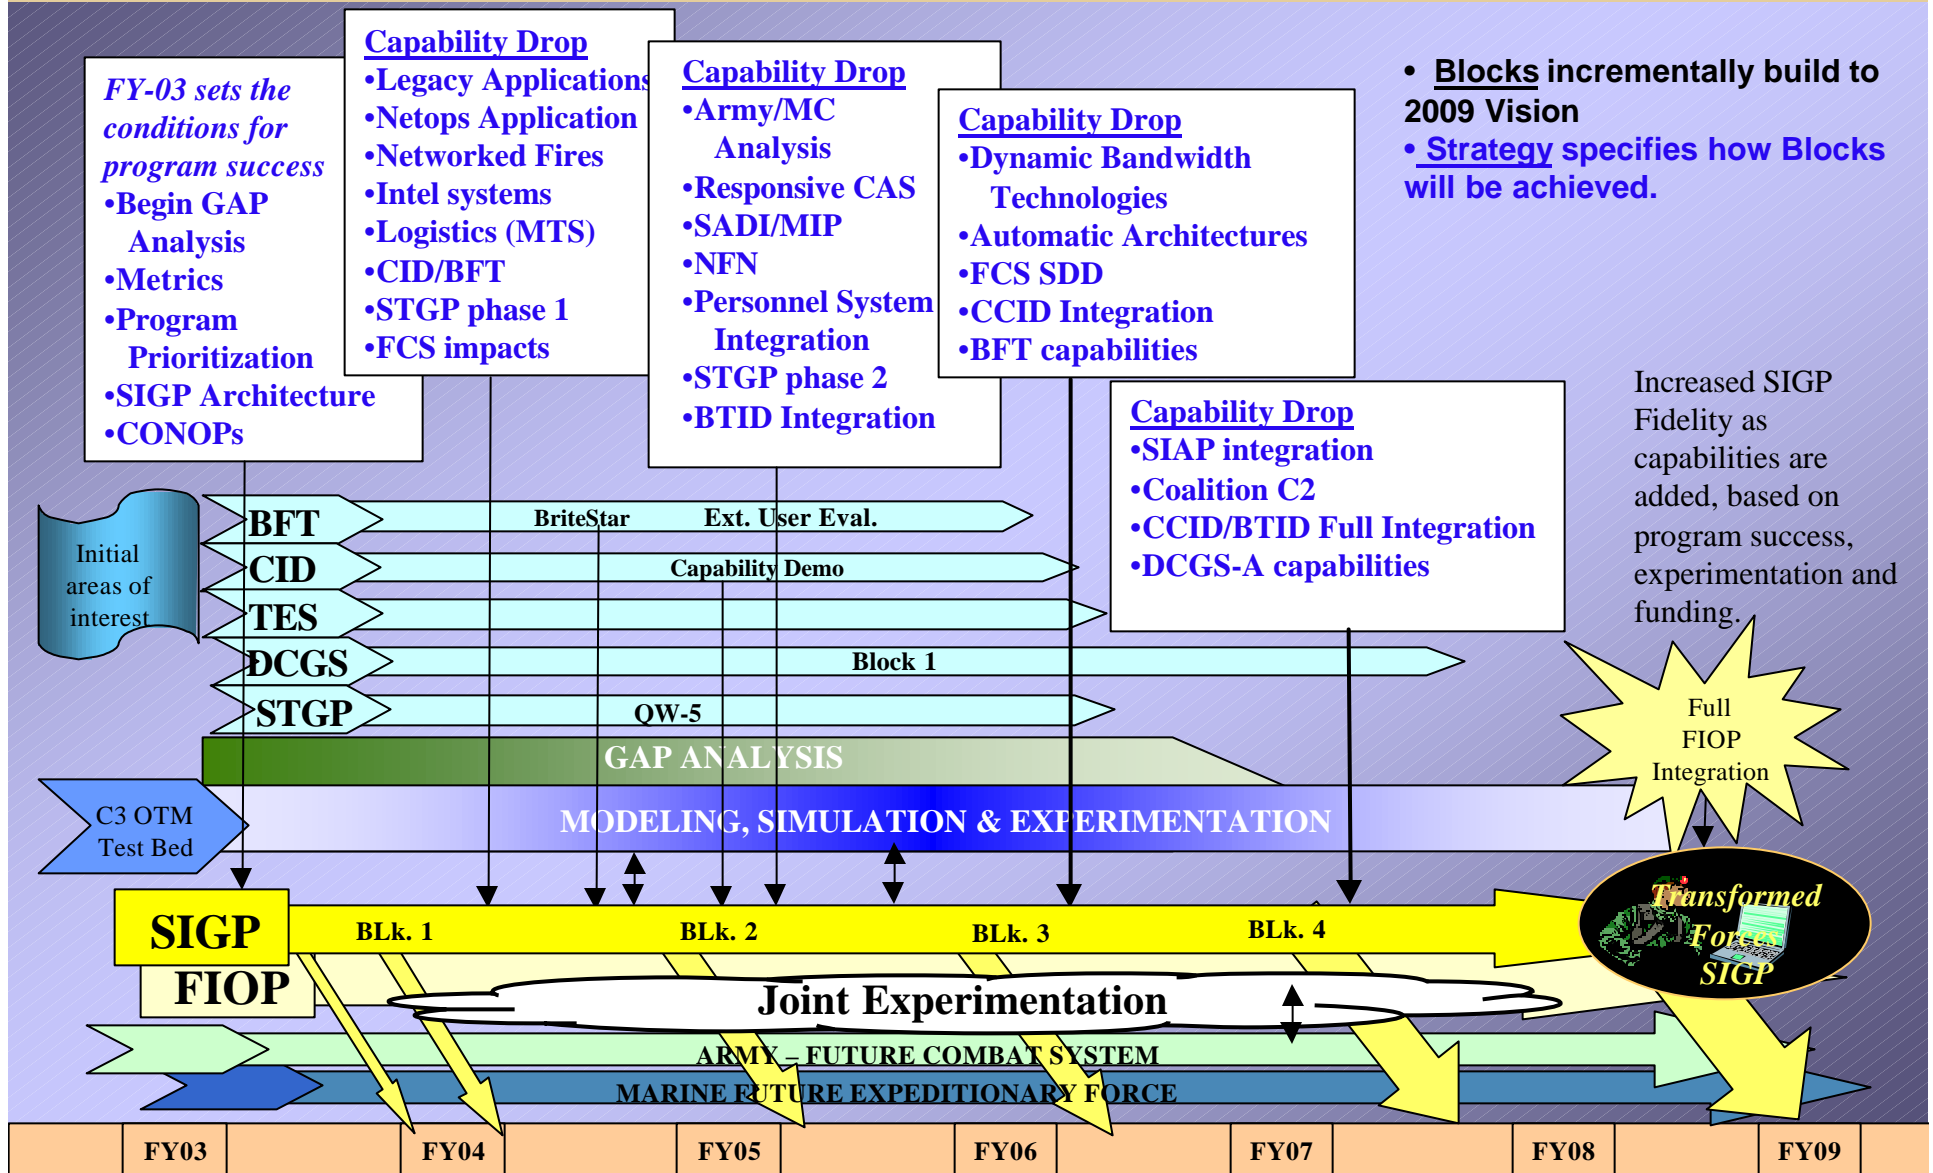 FY-03 sets the
conditions for
program success
•Begin GAP
Analysis
•Metrics
•Program
Prioritization
•SIGP Architecture
•CONOPs
Capability Drop
•Legacy Applications
•Netops Application
•Networked Fires
•Intel systems
•Logistics (MTS)
•CID/BFT
•STGP phase 1
•FCS impacts
Capability Drop
•Army/MC
Analysis
•Responsive CAS
•SADI/MIP
•NFN
•Personnel System
Integration
•STGP phase 2
•BTID Integration
Capability Drop
•Dynamic Bandwidth
Technologies
•Automatic Architectures
•FCS SDD
•CCID Integration
•BFT capabilities
Capability Drop
•SIAP integration
•Coalition C2
•CCID/BTID Full Integration
•DCGS-A capabilities
• Blocks incrementally build to
2009 Vision
• Strategy specifies how Blocks
will be achieved.
Increased SIGP
Fidelity as
capabilities are
added, based on
program success,
experimentation and
funding.
Initial
areas of
interest
BFT
BriteStar
Ext. User Eval.
CID
Capability Demo
TES
DCGS
Block 1
STGP
QW-5
GAP ANALYSIS
Full
FIOP
Integration
C3 OTM
Test Bed
MODELING, SIMULATION & EXPERIMENTATION
SIGP
BLk. 1
BLk. 2
BLk. 3
BLk. 4
Transformed
Forces
SIGP
FIOP
Joint Experimentation
ARMY – FUTURE COMBAT SYSTEM
MARINE FUTURE EXPEDITIONARY FORCE
FY03
FY04
FY05
FY06
FY07
FY08
FY09